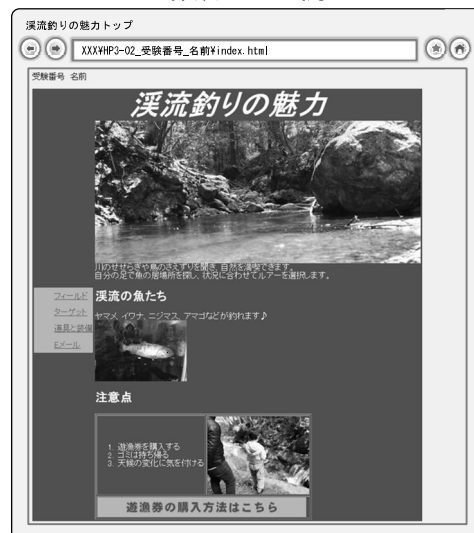 渓流釣りの魅力トップ
XXX¥HP3-02_受験番号_名前¥index.html
受験番号 名前
渓流釣りの魅力
川のせせらぎや鳥のさえずりを聞き、自然を満喫できます。
自分の足で魚の居場所を探し、状況に合わせてルアーを選択します。
フィールド
ターゲット
道具と装備
Eメール
渓流の魚たち
ヤマメ、イワナ、ニジマス、アマゴなどが釣れます♪
注意点
1. 遊漁券を購入する
2. ゴミは持ち帰る
3. 天候の変化に気を付ける
遊漁券の購入方法はこちら